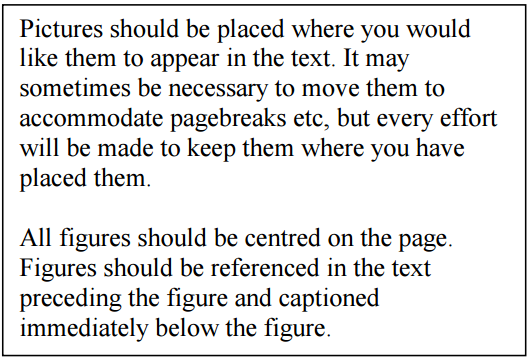 Pictures should be placed where you would
like them to appear in the text. It may
sometimes be necessary to move them to
accommodate pagebreaks etc, but every effort
will be made to keep them where you have
placed them.
All figures should be centred on the page.
Figures should be referenced in the text
preceding the figure and captioned
immediately below the figure.